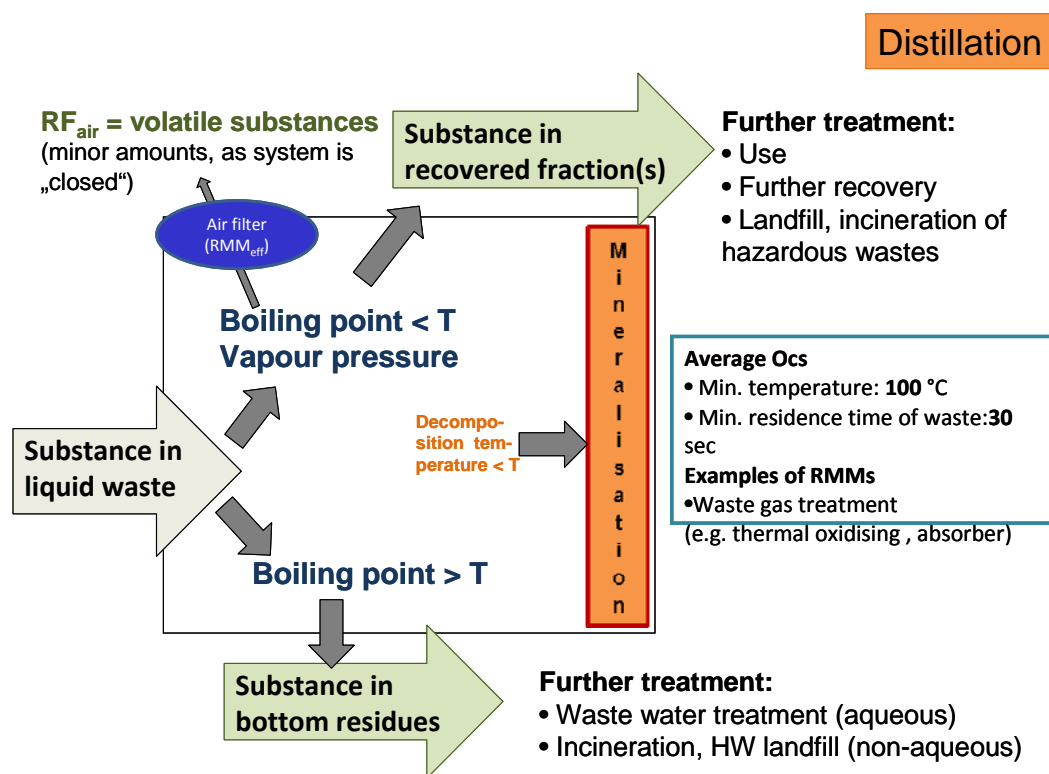 Distillation
RFair = volatile substances
(minor amounts, as system is
„closed“)
Substance in
recovered fraction(s)
Further treatment:
• Use
• Further recovery
• Landfill, incineration of
hazardous wastes
Air filter
(RMMeff)
Boiling point < T
Vapour pressure
Mineralisation
Decompo-
sition tem-
perature < T
Average Ocs
• Min. temperature: 100 °C
• Min. residence time of waste:30
sec
Examples of RMMs
•Waste gas treatment
(e.g. thermal oxidising , absorber)
Substance in
liquid waste
Boiling point > T
Substance in
bottom residues
Further treatment:
• Waste water treatment (aqueous)
• Incineration, HW landfill (non-aqueous)